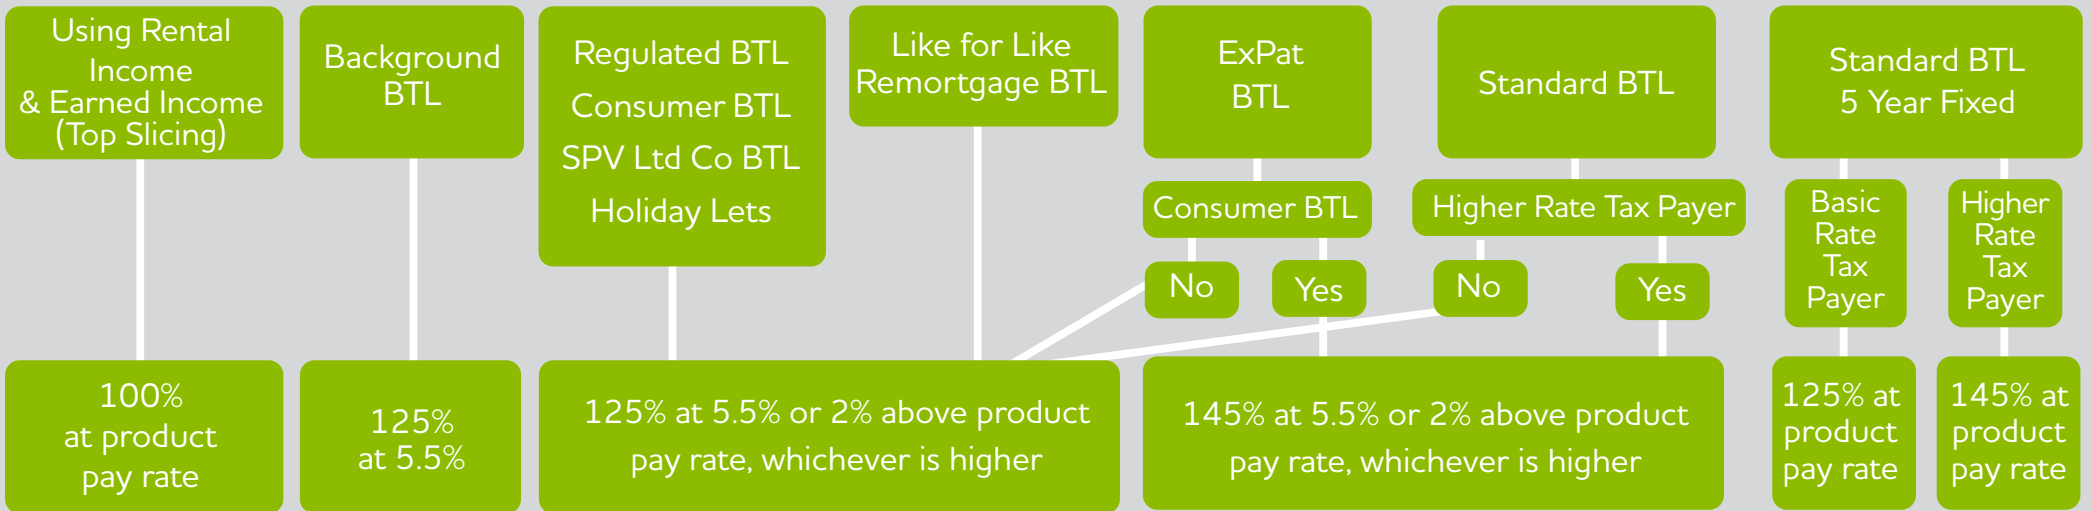 Using Rental
Income
& Earned Income
(Top Slicing)
Background
BTL
Regulated BTL
Consumer BTL
SPV Ltd Co BTL
Holiday Lets
Like for Like
Remortgage BTL
ExPat
BTL
Standard BTL
Standard BTL
5 Year Fixed
Consumer BTL
Higher Rate Tax Payer
Basic
Rate
Tax
Payer
Higher
Rate
Tax
Payer
No
Yes
No
Yes
100%
at product
pay rate
125%
at 5.5%
125% at 5.5% or 2% above product
pay rate, whichever is higher
145% at 5.5% or 2% above product
pay rate, whichever is higher
125% at
product
pay rate
145% at
product
pay rate